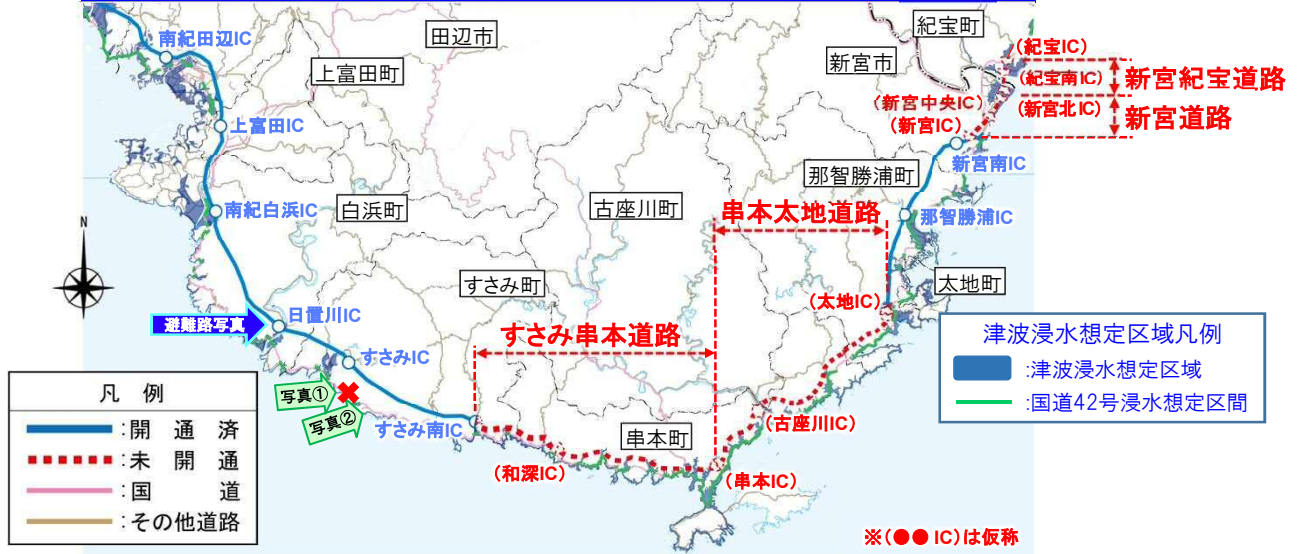 紀宝町
南紀田辺IC
田辺市
(紀宝IC)
新宮市
上富田町
(紀宝南IC)
新宮紀宝道路
(新宮中央IC)
(新宮北IC)
新宮道路
上富田IC
(新宮IC)
新宮南IC
那智勝浦町
南紀白浜IC
白浜町
古座川町
串本太地道路
那智勝浦IC
N
すさみ町
太地町
(太地IC)
避難路写真
日置川IC
すさみ串本道路
津波浸水想定区域凡例
すさみIC
:津波浸水想定区域
凡例
写真①
:国道42号浸水想定区間
写真②
すさみ南IC
古座川IC)
:開通済
串本町
:未開通
(和深IC)
(串本IC)
:国道
:その他道路
※(●● IC)は仮称